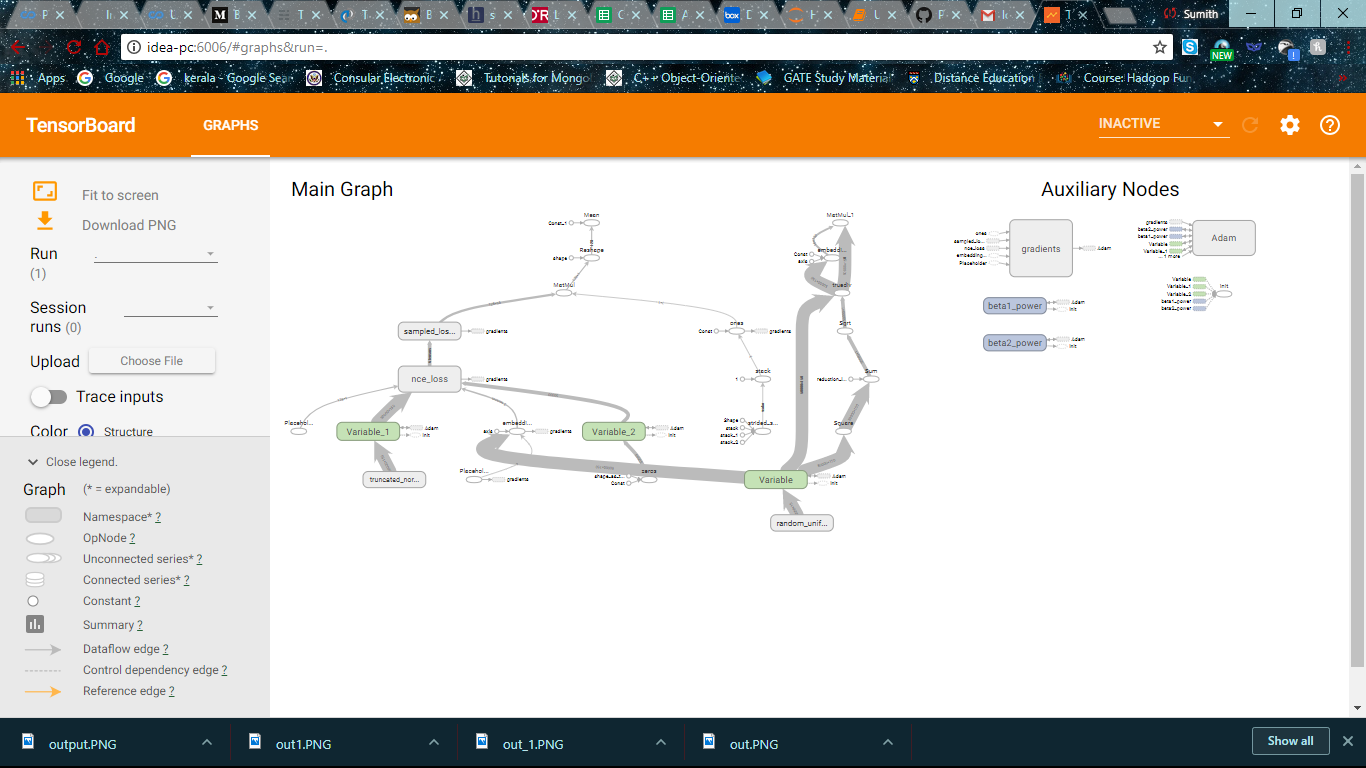 Sumith
idea-pc:6006/#graphs&run=.
NEW
Apps
Google
kerala - Google Sea
Consular Electronic
Tutorials for Mongo
C++ Object-Oriente
GATE Study Materia
Distance Education
Course: Hadoop Fun
TensorBoard
GRAPHS
INACTIVE
Fit to screen
Download PNG
Run
(1)
.
Session
runs (0)
Upload
Choose File
Trace inputs
Color
Structure
Close legend.
Graph
(* = expandable)
Namespace* ?
OpNode ?
Unconnected series* ?
Connected series* ?
Constant ?
Summary ?
Dataflow edge ?
Control dependency edge ?
Reference edge ?
Main Graph
Mean
Const_1
Reshape
shape
MatMul
sampled_los...
gradients
nce_loss
gradients
Placehol...
Variable_1
Adam
init
truncated_nor...
embeddi...
axis
gradients
Placehol...
gradients
Variable_2
Adam
init
zeros
Const
ones
Const
gradients
stack
1
strided_s...
Shape
stack
stack_1
stack_2
MatMul_1
embeddi...
Const
axis
truediv
Sqrt
Sum
reduction_i...
Square
Variable
Adam
init
random_unif...
Auxiliary Nodes
ones
sampled_lo...
nce_loss
embedding...
Placeholder
gradients
Adam
gradients
beta2_power
beta1_power
Variable
Variable_1
... 1 more
Adam
Variable
Variable_1
Variable_2
beta1_power
beta2_power
init
beta1_power
Adam
init
beta2_power
Adam
init
output.PNG
out1.PNG
out_1.PNG
out.PNG
Show all